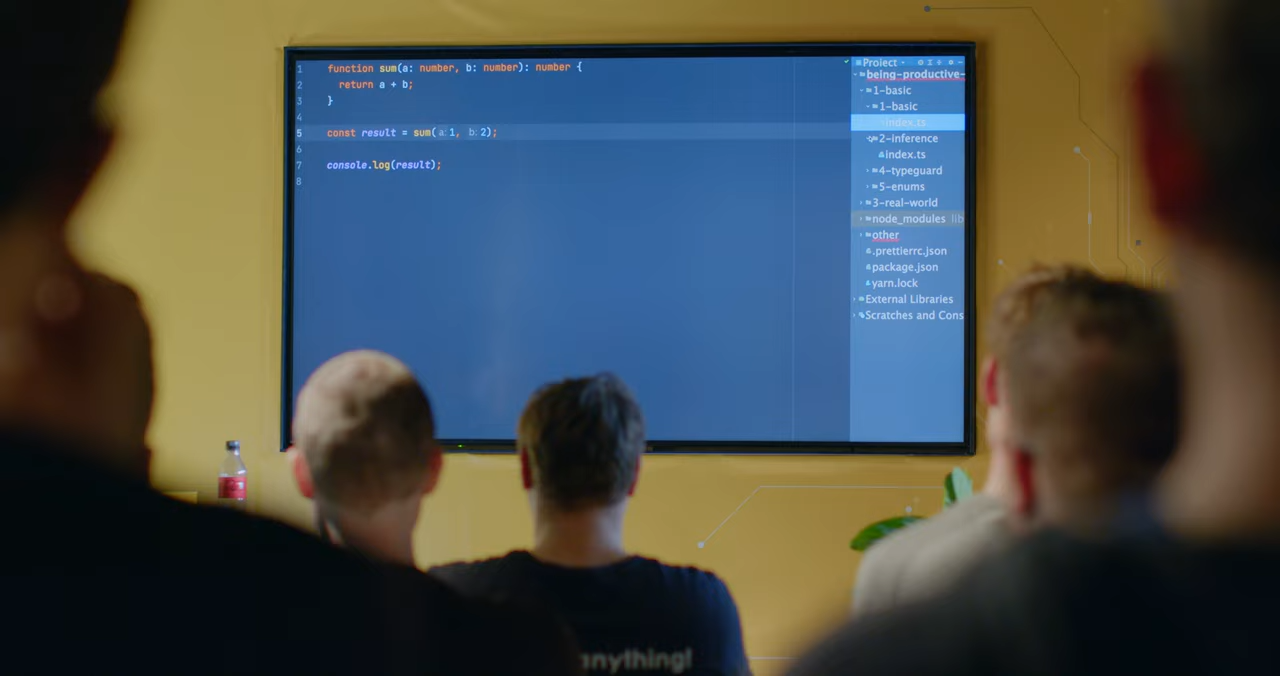 1 function sum(a: number, b: number): number {
2 return a + b;
3 }
4
5 const result = sum( a: 1, b: 2);
6
7 console.log(result);
8
Project
being-productive-
1-basic
1-basic
index.ts
2-inference
index.ts
4-typeguard
5-enums
3-real-world
node_modules lib
other
.prettierrc.json
package.json
yarn.lock
External Libraries
Scratches and Cons
anything!